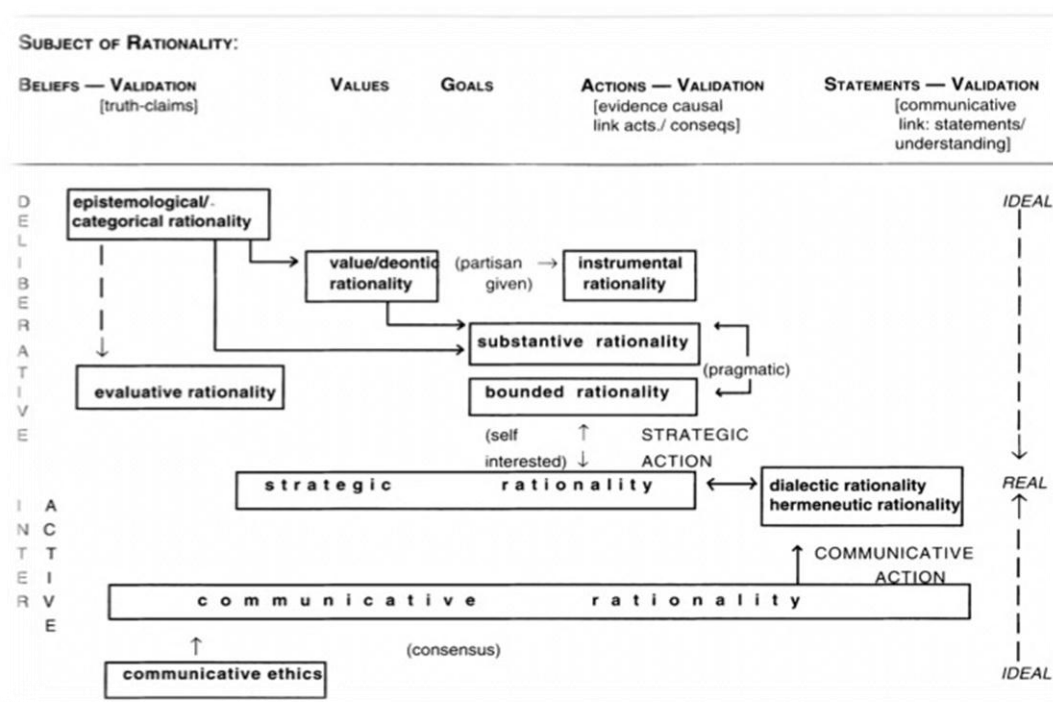 SUBJECT OF RATIONALITY:
BELIEFS — VALIDATION VALUES GOALS ACTIONS — VALIDATION STATEMENTS — VALIDATION
[truth-claims] [evidence causal [communicative
link acts./ conseqs] link: statements/
understanding]
DELIBERATIVE
epistemological/
categorical rationality
IDEAL
value/deontic (partisan → instrumental
rationality given) rationality
substantive rationality
(pragmatic)
evaluative rationality
bounded rationality
(self ↑ STRATEGIC
interested) ↓ ACTION
strategic rationality
dialectic rationality
hermeneutic rationality
REAL
INTER
ACTIVE
COMMUNICATIVE
ACTION
communicative rationality
(consensus)
communicative ethics
IDEAL